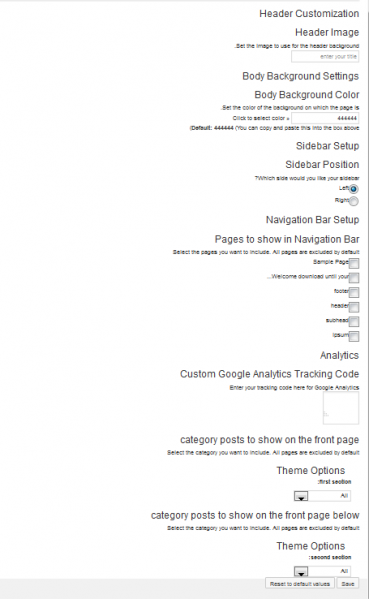 Header Customization
Header Image
.Set the image to use for the header background
enter your title
Body Background Settings
Body Background Color
.Set the color of the background on which the page is
Click to select color » 444444
(Default: 444444 (You can copy and paste this into the box above
Sidebar Setup
Sidebar Position
?Which side would you like your sidebar
Left
Right
Navigation Bar Setup
Pages to show in Navigation Bar
Select the pages you want to include. All pages are excluded by default
Sample Page
...Welcome download until your
footer
header
subhead
ipsum
Analytics
Custom Google Analytics Tracking Code
Enter your tracking code here for Google Analytics
category posts to show on the front page
Select the category you want to include. All pages are excluded by default
Theme Options
:first section
All
category posts to show on the front page below
Select the category you want to include. All pages are excluded by default
Theme Options
:second section
All
Reset to default values Save